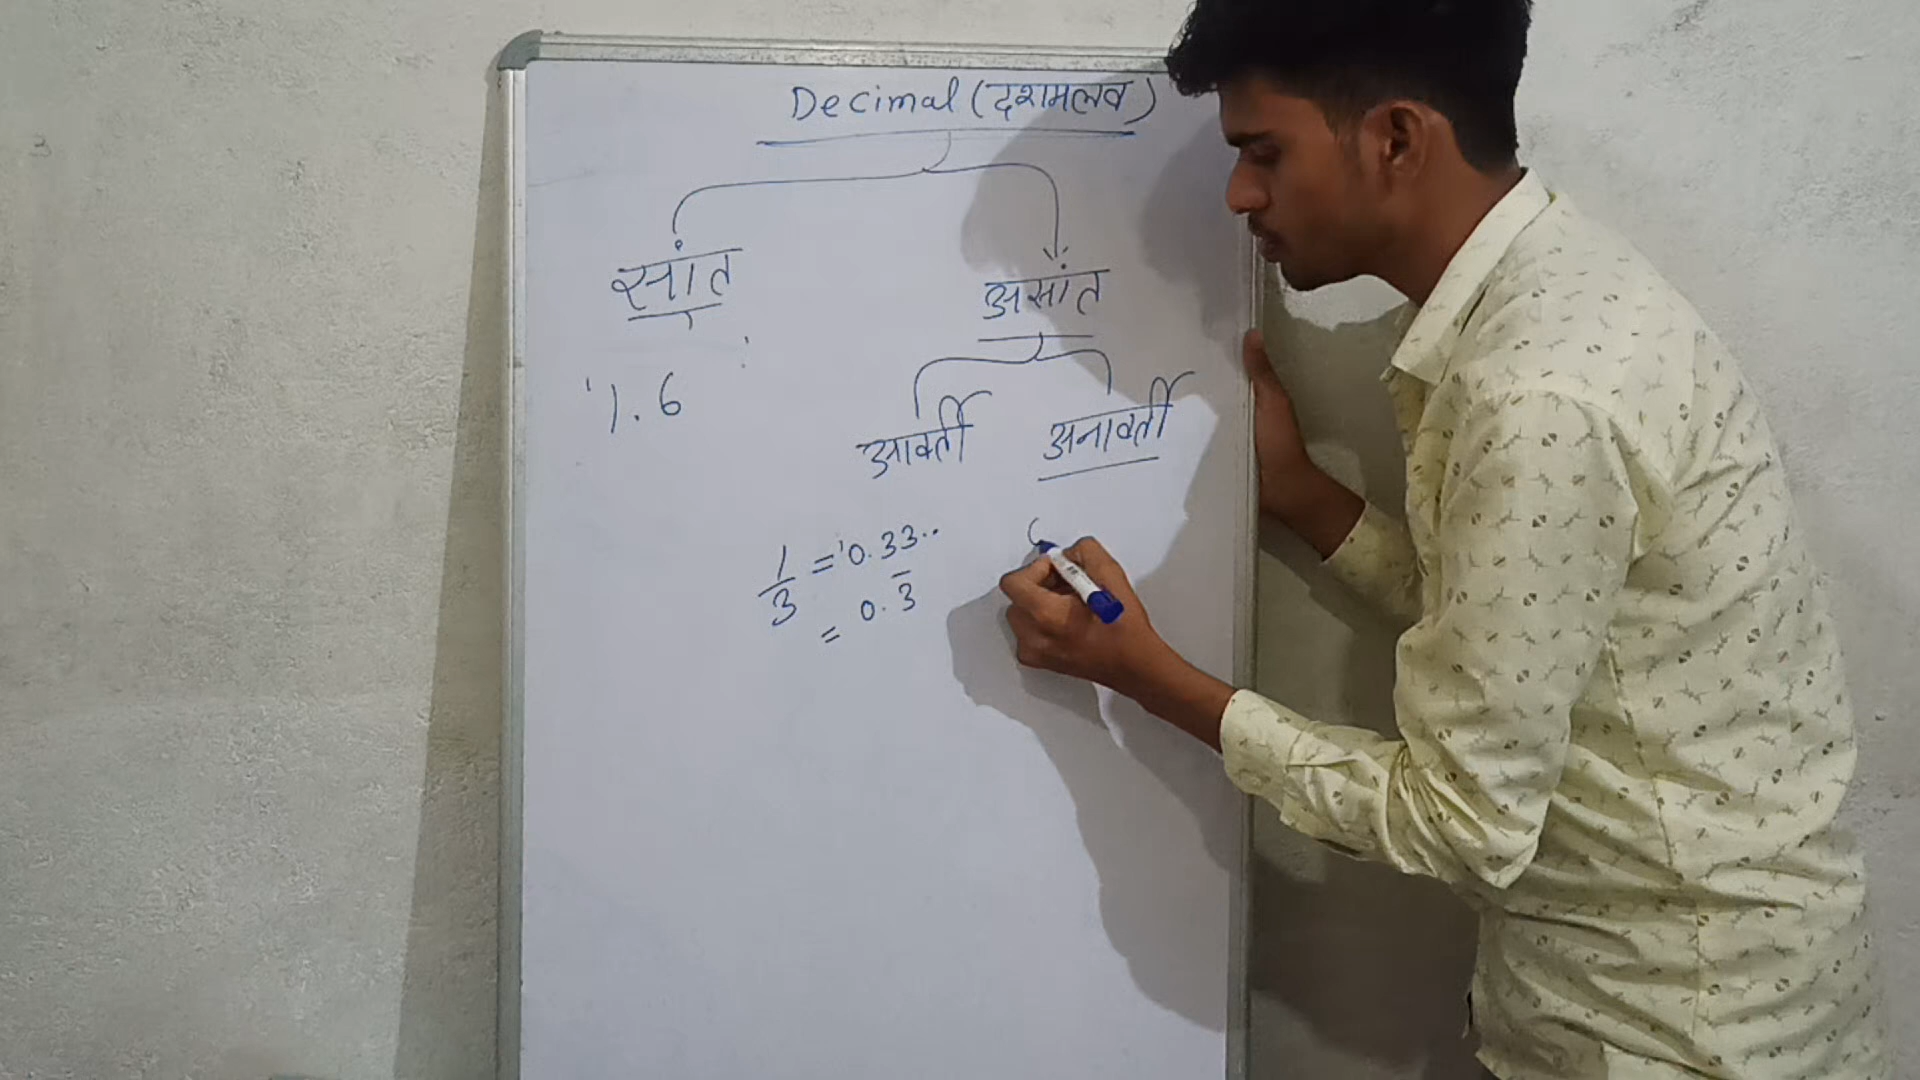 Decimal (दशमलव)
सांत
असांत
1.6
आवर्ती
अनावर्ती
1/3 = 0.33..
= 0.3̅